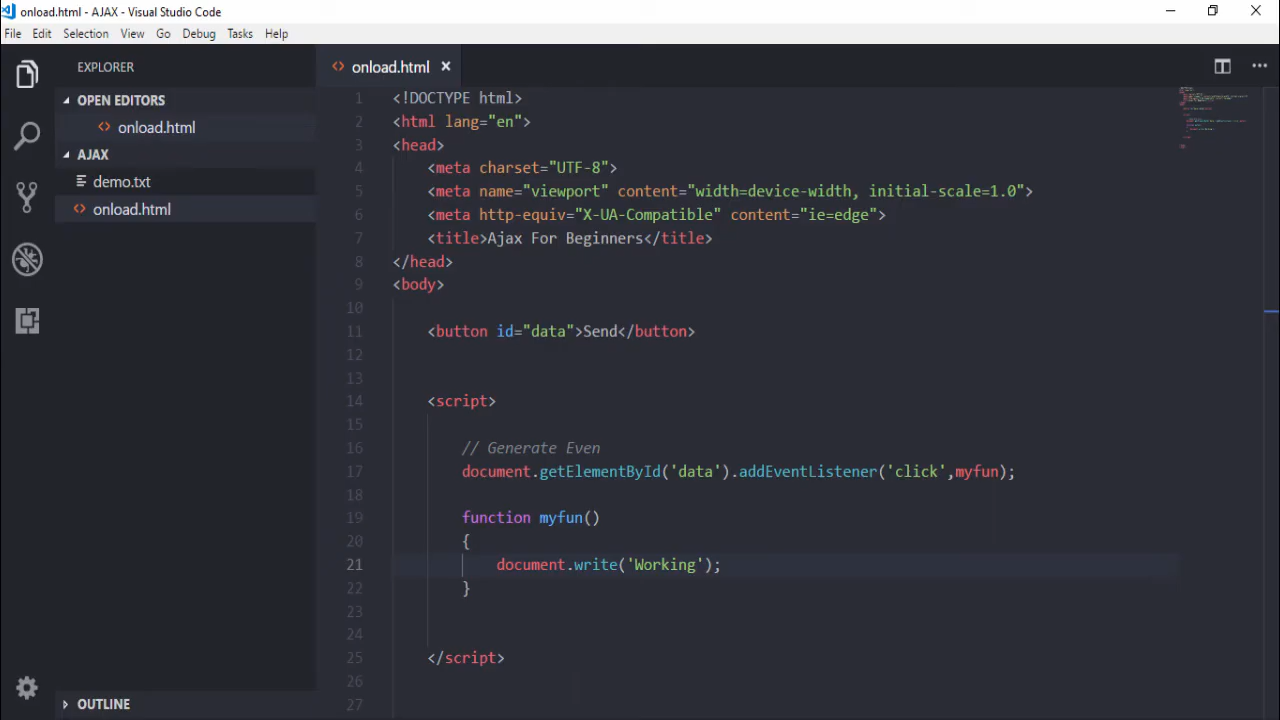 onload.html - AJAX - Visual Studio Code
File Edit Selection View Go Debug Tasks Help
EXPLORER
OPEN EDITORS
onload.html
AJAX
demo.txt
onload.html
OUTLINE
onload.html
1 <!DOCTYPE html>
2 <html lang="en">
3 <head>
4 <meta charset="UTF-8">
5 <meta name="viewport" content="width=device-width, initial-scale=1.0">
6 <meta http-equiv="X-UA-Compatible" content="ie=edge">
7 <title>Ajax For Beginners</title>
8 </head>
9 <body>
10
11 <button id="data">Send</button>
12
13
14 <script>
15
16 // Generate Even
17 document.getElementById('data').addEventListener('click',myfun);
18
19 function myfun()
20 {
21 document.write('Working');
22 }
23
24
25 </script>
26
27